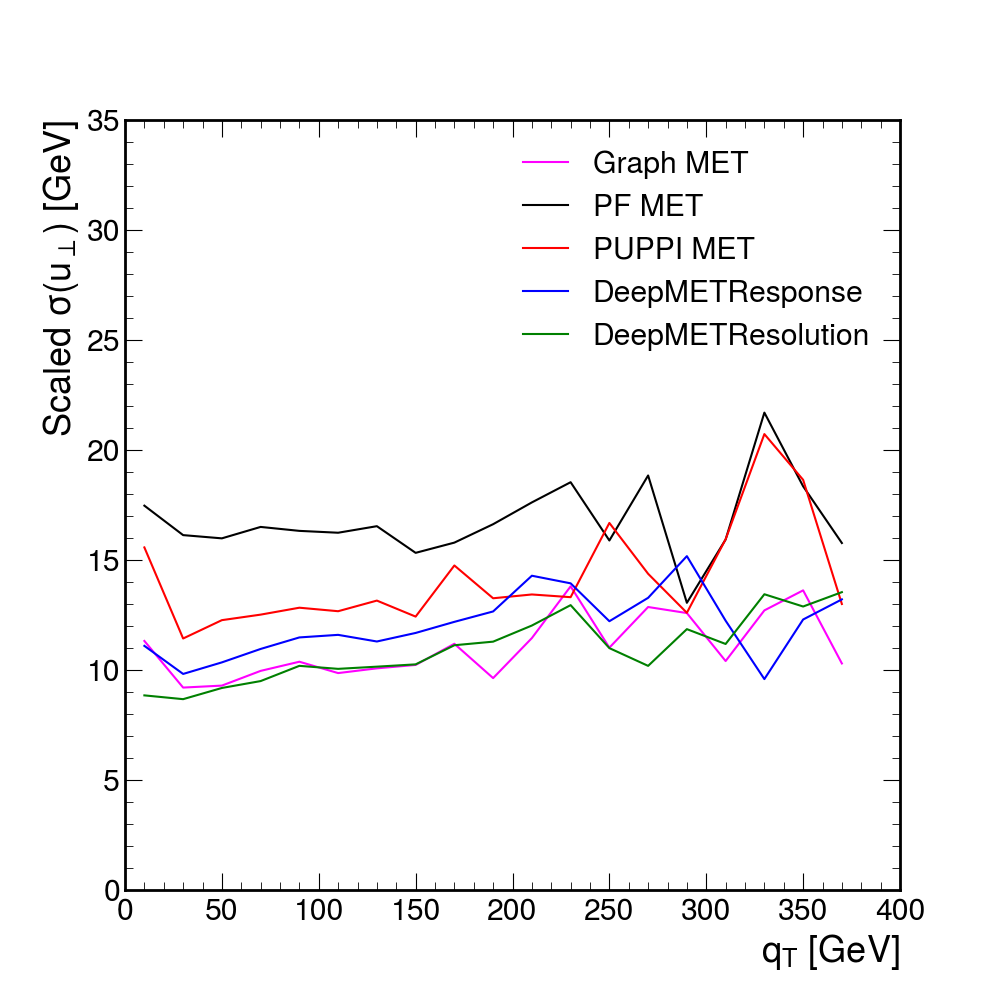 Scaled σ(u⊥) [GeV]
35
30
25
20
15
10
5
0
Graph MET
PF MET
PUPPI MET
DeepMETResponse
DeepMETResolution
0 50 100 150 200 250 300 350 400
qT [GeV]